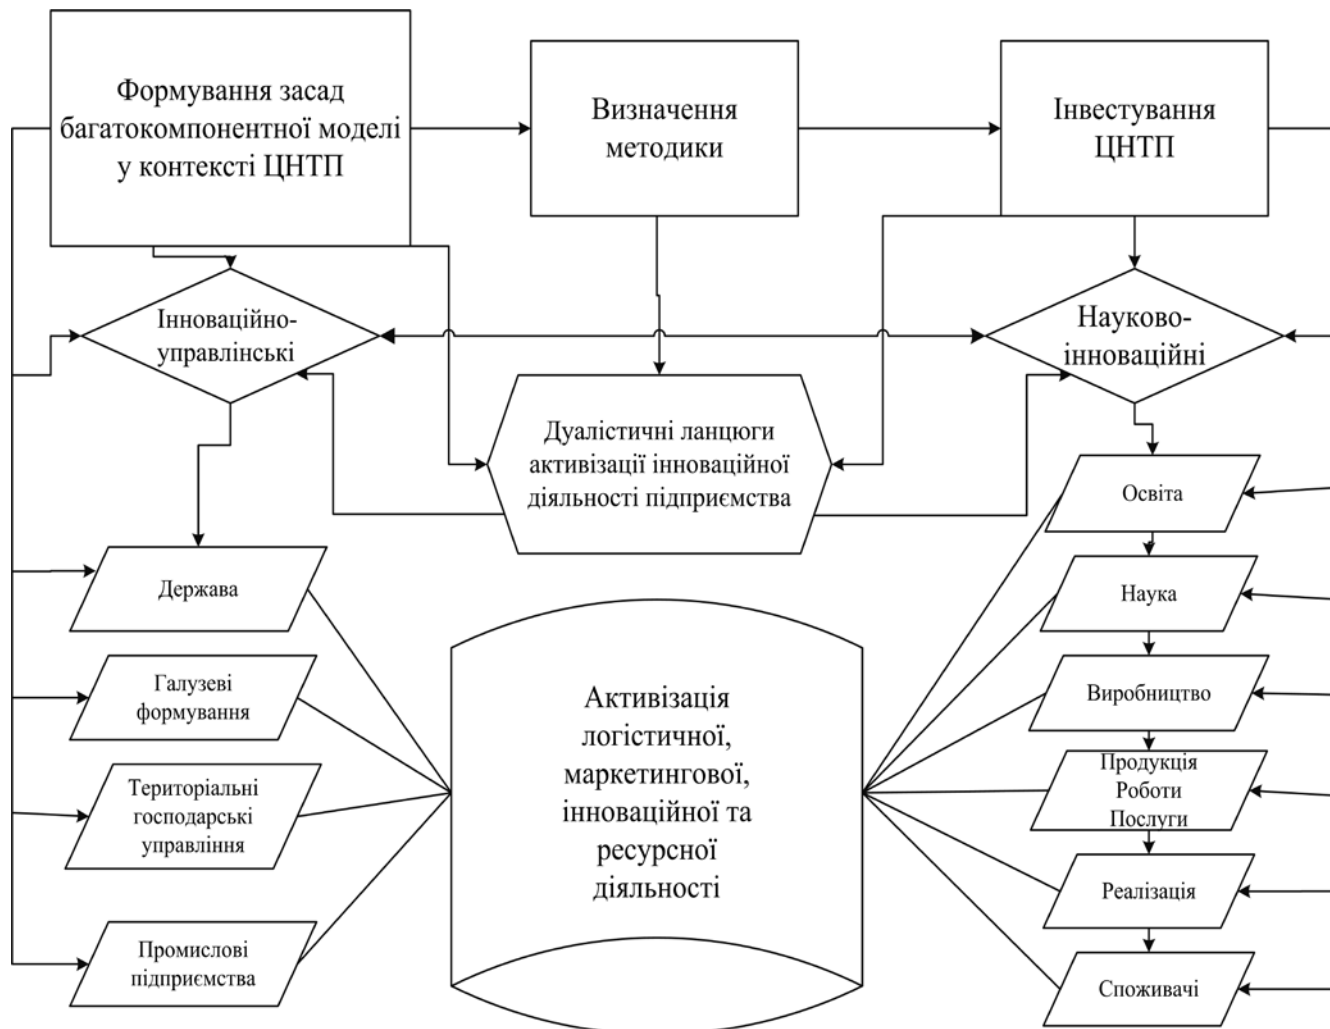 Формування засад
багатокомпонентної моделі
у контексті ЦНТП
Визначення
методики
Інвестування
ЦНТП
Інноваційно-
управлінські
Науково-
інноваційні
Дуалістичні ланцюги
активізації інноваційної
діяльності підприємства
Держава
Галузеві
формування
Територіальні
господарські
управління
Промислові
підприємства
Активізація
логістичної,
маркетингової,
інноваційної та
ресурсної
діяльності
Освіта
Наука
Виробництво
Продукція
Роботи
Послуги
Реалізація
Споживачі